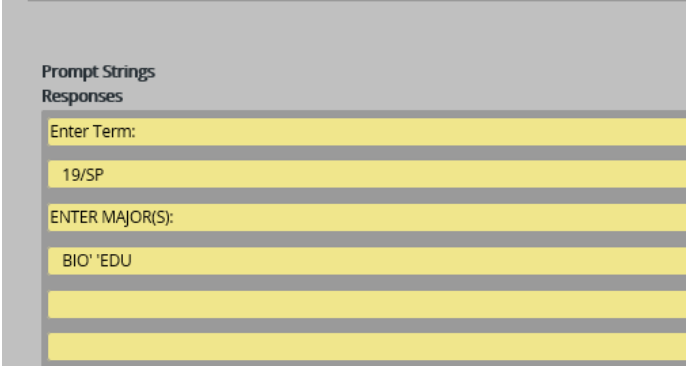 Prompt Strings
Responses
Enter Term:
19/SP
ENTER MAJOR(S):
BIO' 'EDU